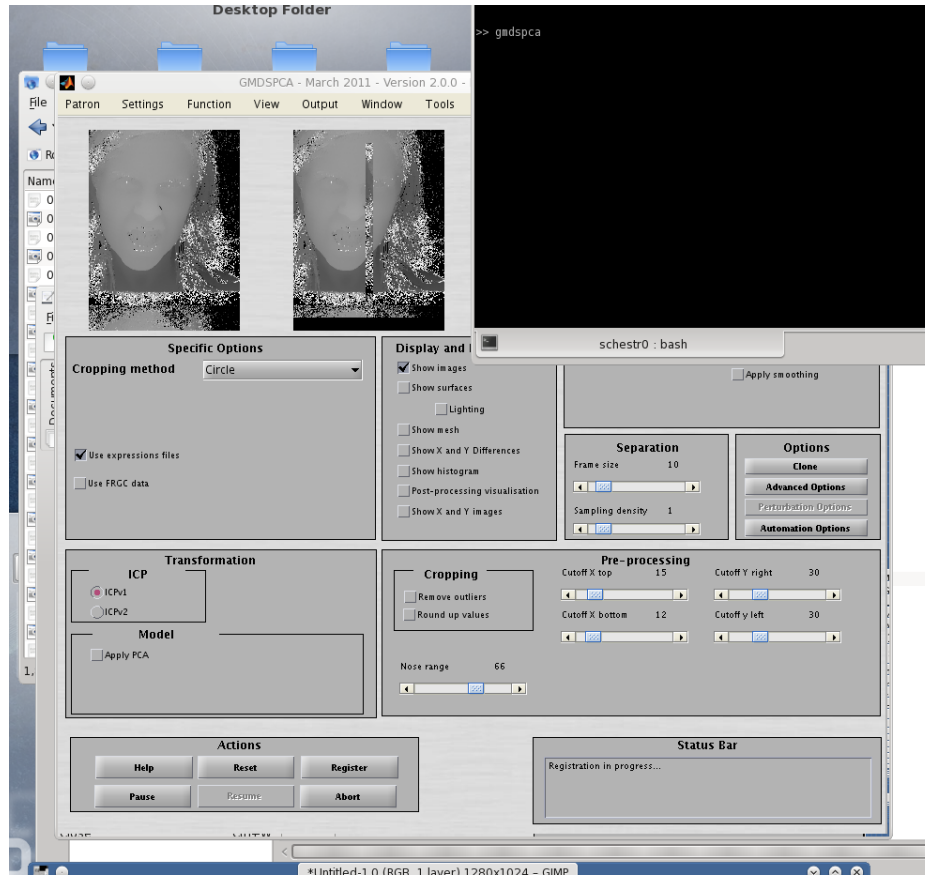 Desktop Folder
>> gmdspca
GMDSPCA - March 2011 - Version 2.0.0 -
File
Patron Settings Function View Output Window Tools
Name
schestr0 : bash
Specific Options
Cropping method Circle
Use expressions files
Use FRGC data
Display and
Show images
Show surfaces
Lighting
Show mesh
Show X and Y Differences
Show histogram
Post-processing visualisation
Show X and Y images
Apply smoothing
Separation
Frame size 10
Sampling density 1
Options
Clone
Advanced Options
Perturbation Options
Automation Options
Documents
Transformation
ICP
ICPv1
ICPv2
Model
Apply PCA
Pre-processing
Cropping
Remove outliers
Round up values
Cutoff X top 15
Cutoff Y right 30
Cutoff X bottom 12
Cutoff y left 30
Nose range 66
Actions
Help Reset Register
Pause Resume Abort
Status Bar
Registration in progress...
*Untitled-1.0 (RGB, 1 layer) 1280x1024 – GIMP